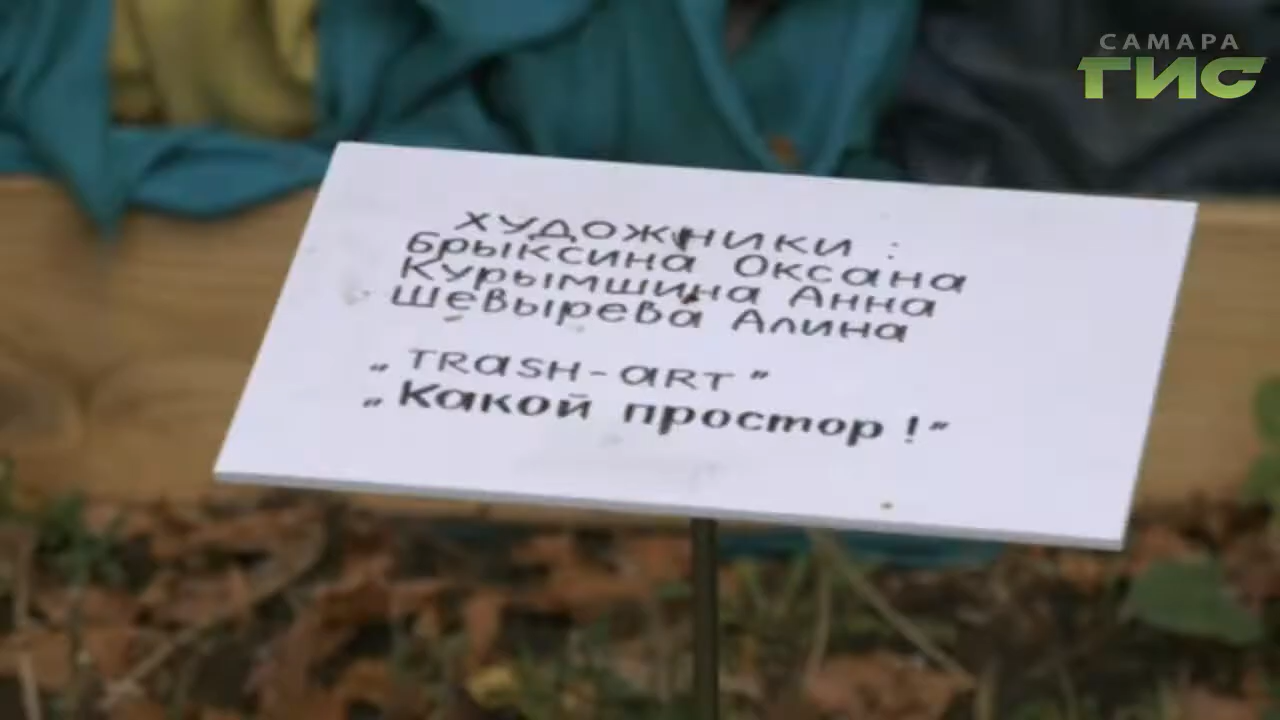 САМАРА
ГИС
ХУДОЖНИКИ :
Брыксина Оксана
Курымшина Анна
Шевырева Алина
„TRASH-ART”
„Какой простор!”